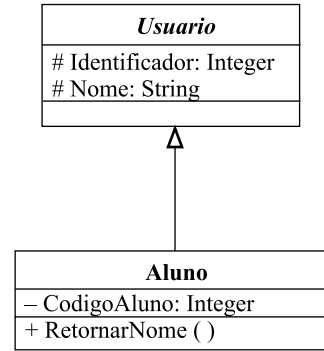 Usuario
# Identificador: Integer
# Nome: String
Aluno
– CodigoAluno: Integer
+ RetornarNome ( )